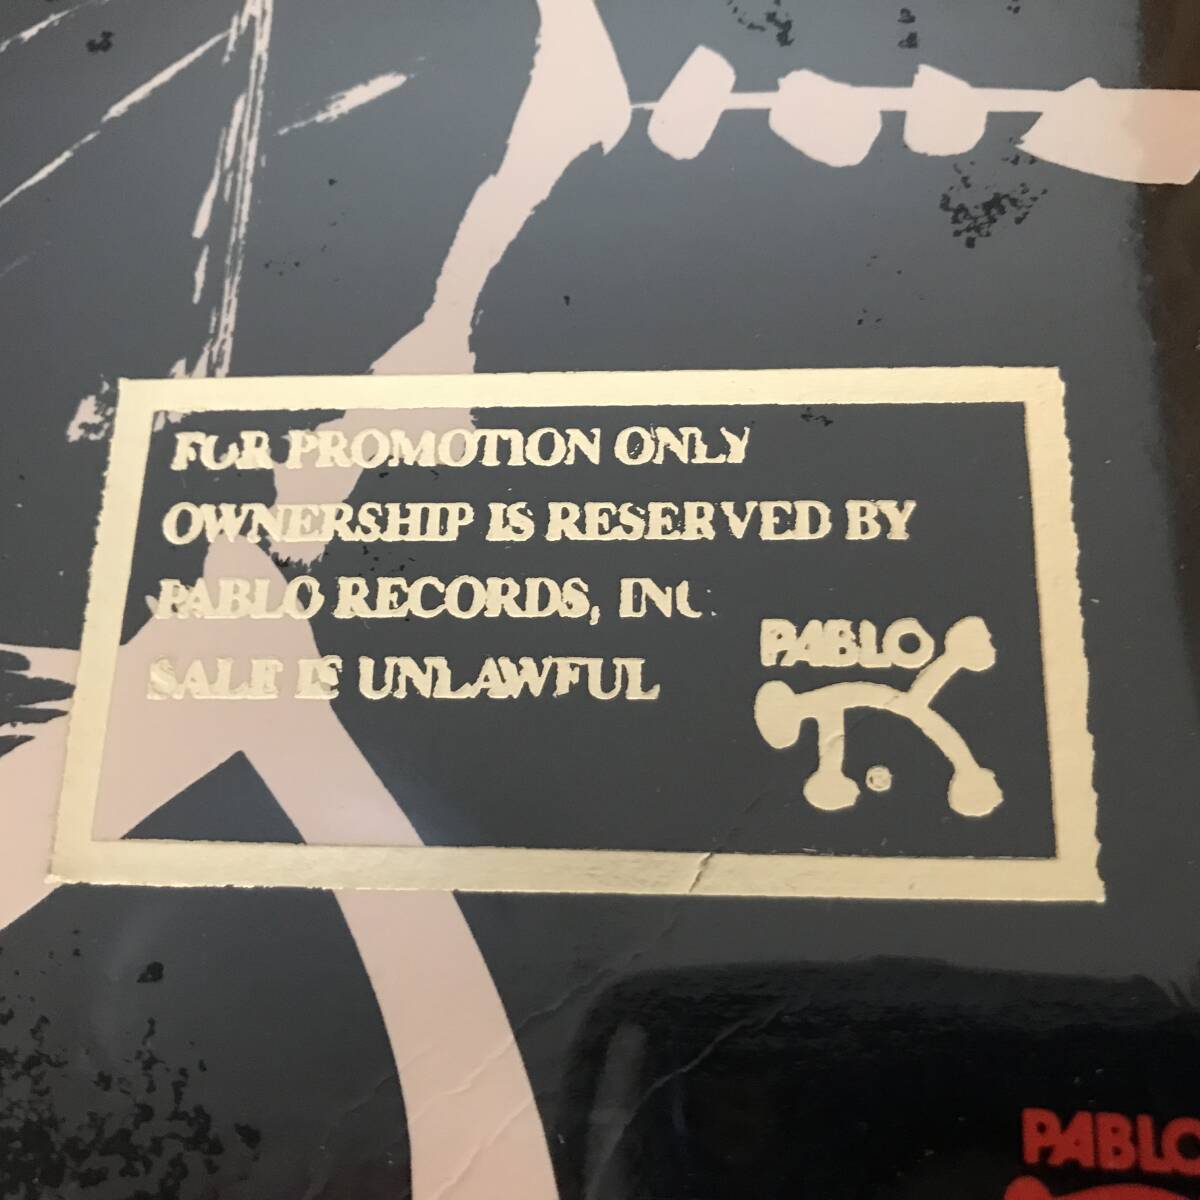 FOR PROMOTION ONLY
OWNERSHIP IS RESERVED BY
PABLO RECORDS, INC.
SALE IS UNLAWFUL
PABLO
®
PABLO